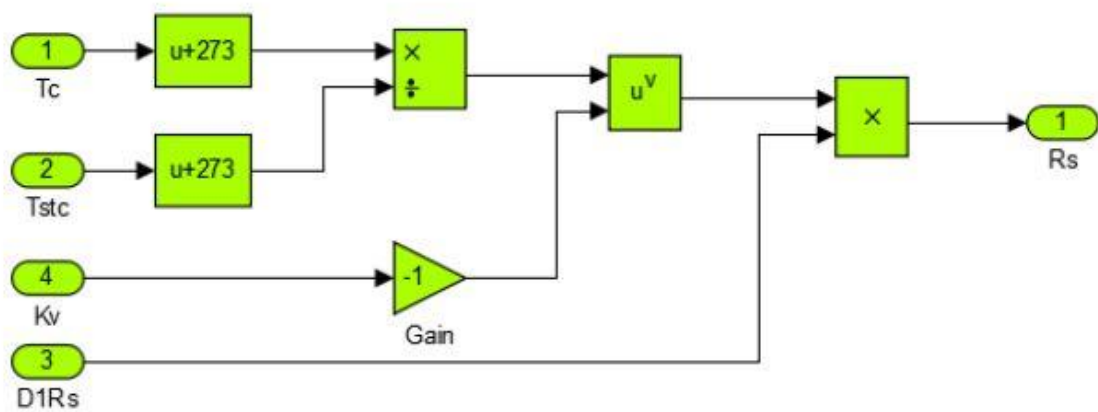 1
Tc
u+273
×
÷
u^v
×
1
Rs
2
Tstc
u+273
4
Kv
-1
Gain
3
D1Rs